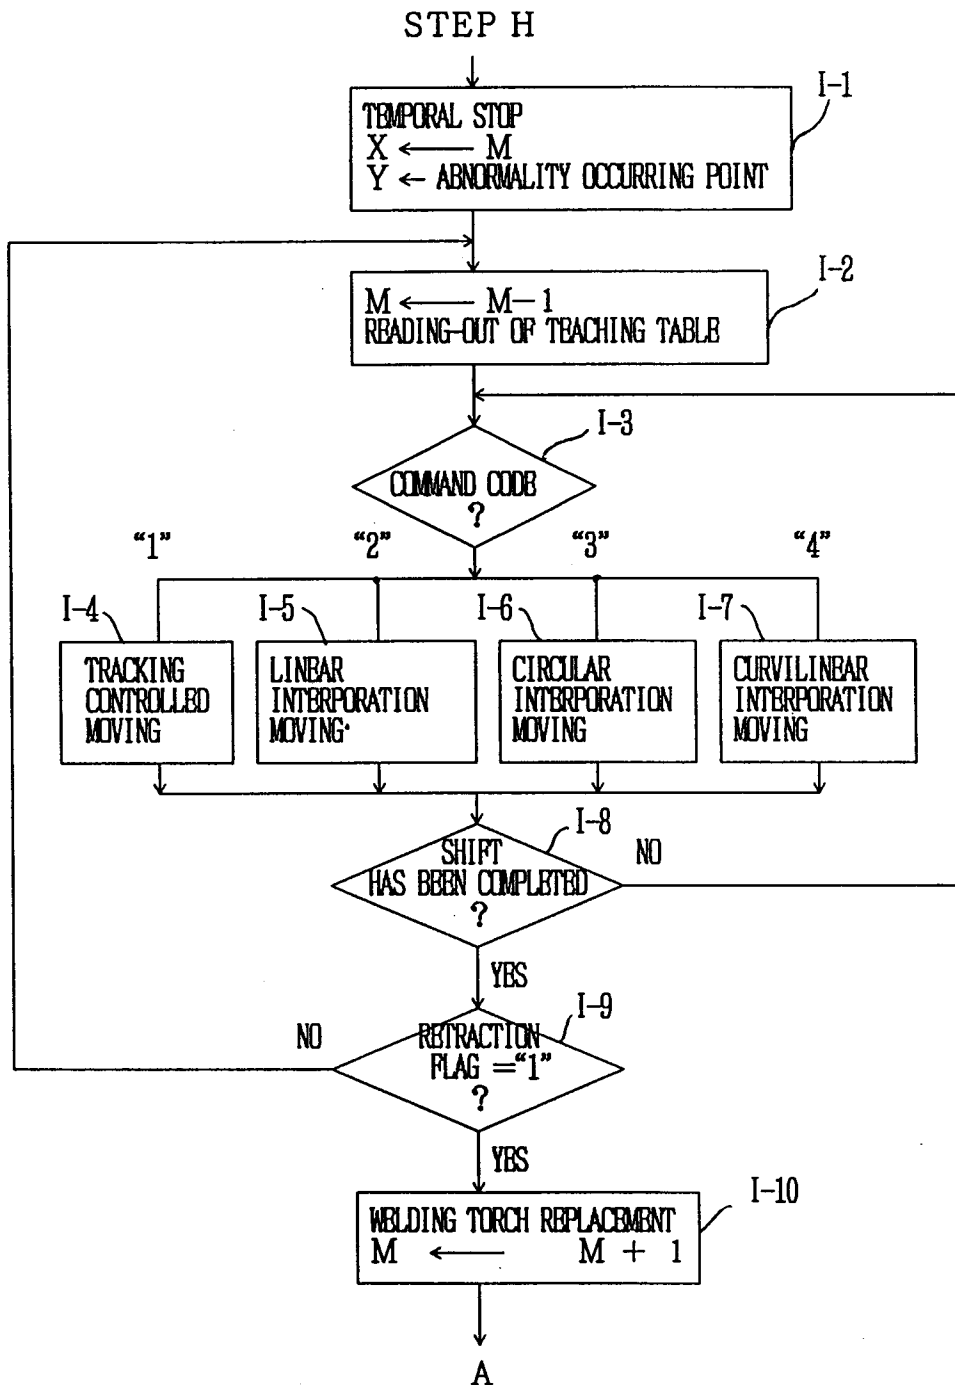 STEP H
I-1
TEMPORAL STOP
X ← M
Y ← ABNORMALITY OCCURRING POINT
I-2
M ← M-1
READING-OUT OF TEACHING TABLE
I-3
COMMAND CODE
?
"1" "2" "3" "4"
I-4 I-5 I-6 I-7
TRACKING
CONTROLLED
MOVING
LINEAR
INTERPORATION
MOVING
CIRCULAR
INTERPORATION
MOVING
CURVILINEAR
INTERPORATION
MOVING
I-8
SHIFT
HAS BEEN COMPLETED
?
NO
YES
I-9
NO
RETRACTION
FLAG ="1"
?
YES
I-10
WELDING TORCH REPLACEMENT
M ← M + 1
A